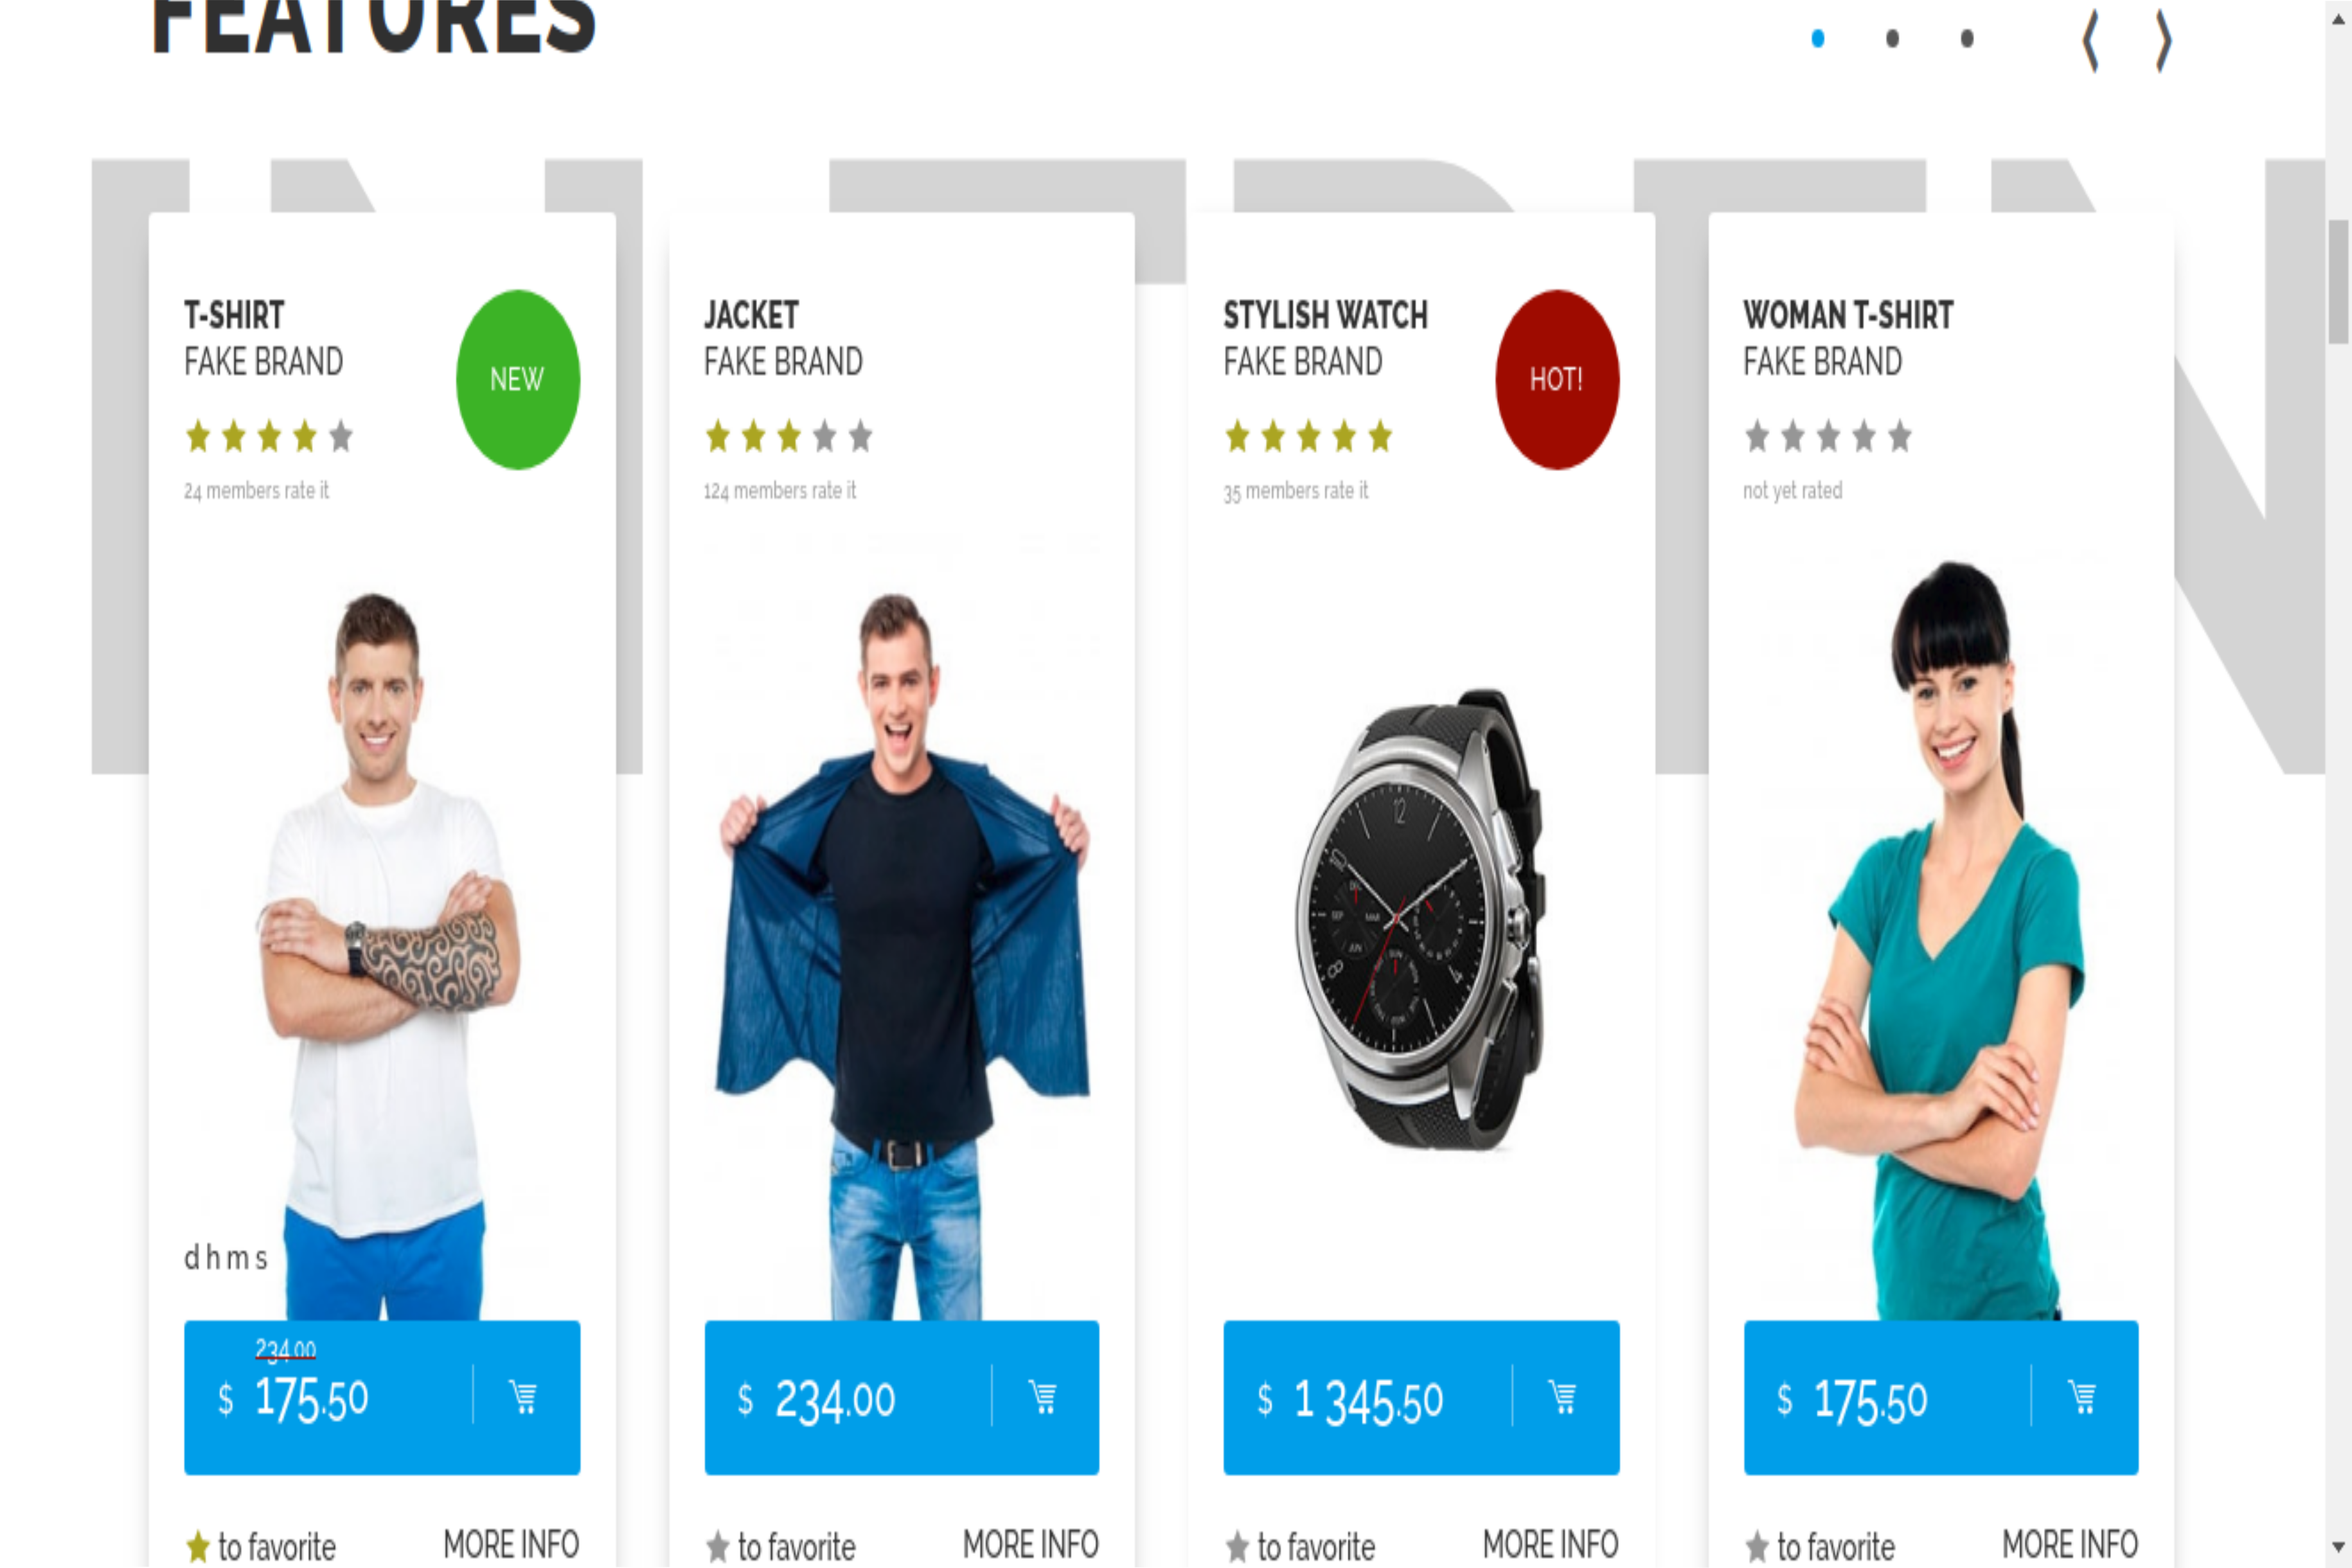 FEATURES
T-SHIRT
FAKE BRAND
NEW
24 members rate it
d h m s
234.00
$ 175.50
to favorite
MORE INFO
JACKET
FAKE BRAND
124 members rate it
$ 234.00
to favorite
MORE INFO
STYLISH WATCH
FAKE BRAND
HOT!
35 members rate it
12
$ 1 345.50
to favorite
MORE INFO
WOMAN T-SHIRT
FAKE BRAND
not yet rated
$ 175.50
to favorite
MORE INFO